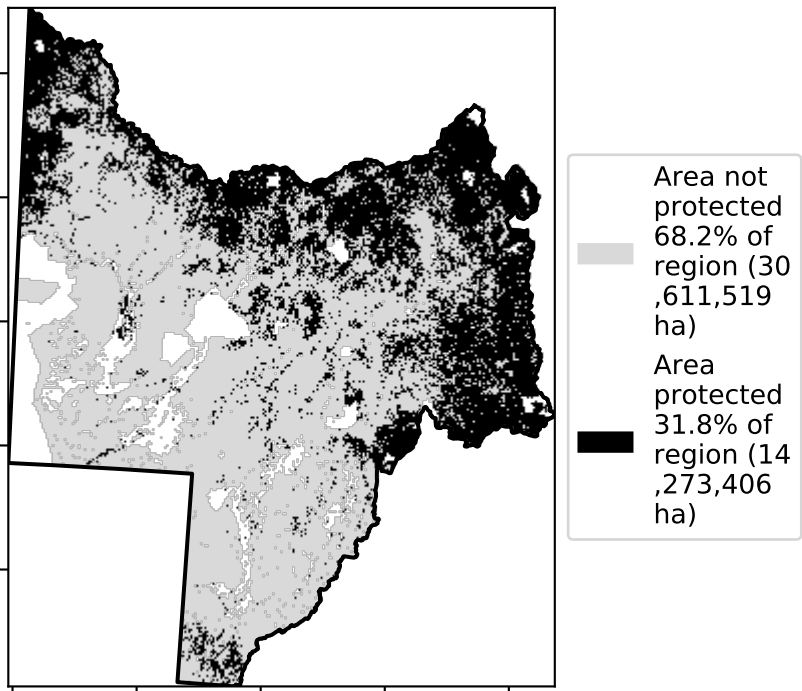 Area not
protected
68.2% of
region (30
,611,519
ha)
Area
protected
31.8% of
region (14
,273,406
ha)